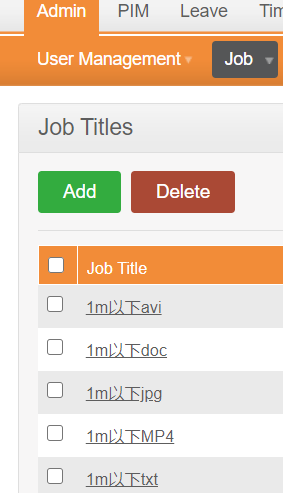 Admin PIM Leave
User Management Job
Job Titles
Add Delete
Job Title
1m以下avi
1m以下doc
1m以下jpg
1m以下MP4
1m以下txt